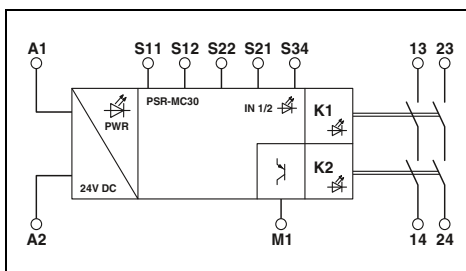 A1 S11 S12 S22 S21 S34 13 23
PSR-MC30 IN 1/2 K1
PWR
24V DC K2
A2 M1 14 24